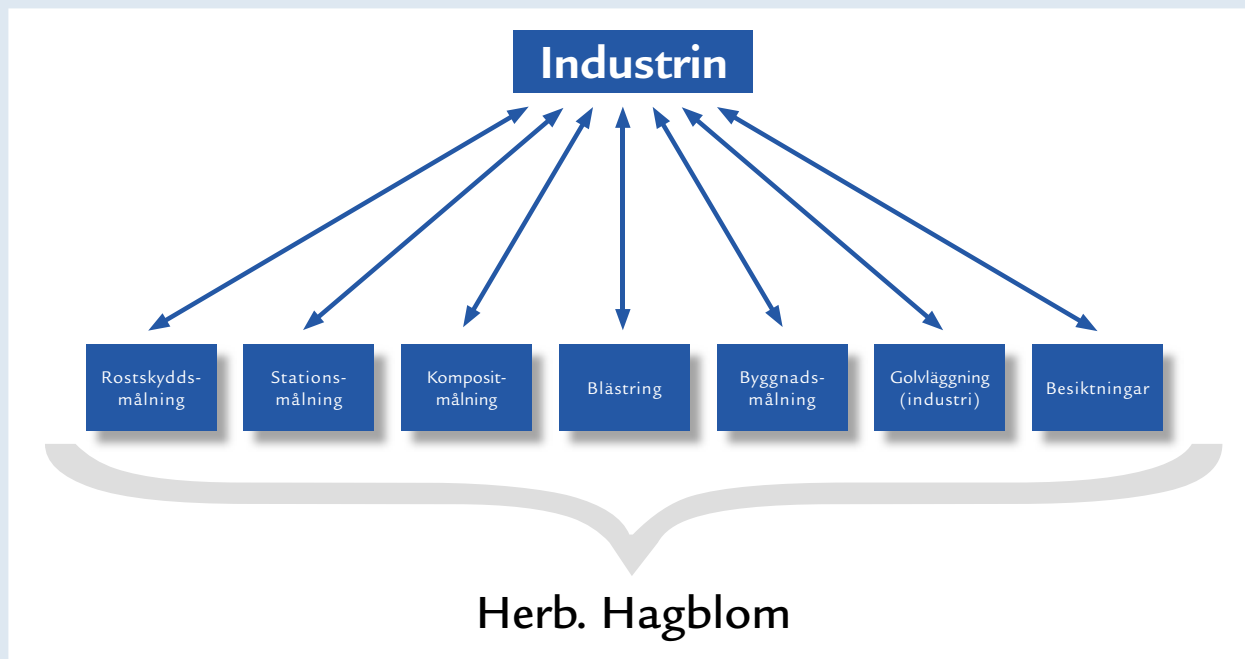 Industrin
Rostskydds-
målning
Stations-
målning
Komposit-
målning
Blästring
Byggnads-
målning
Golvläggning
(industri)
Besiktningar
Herb. Hagblom